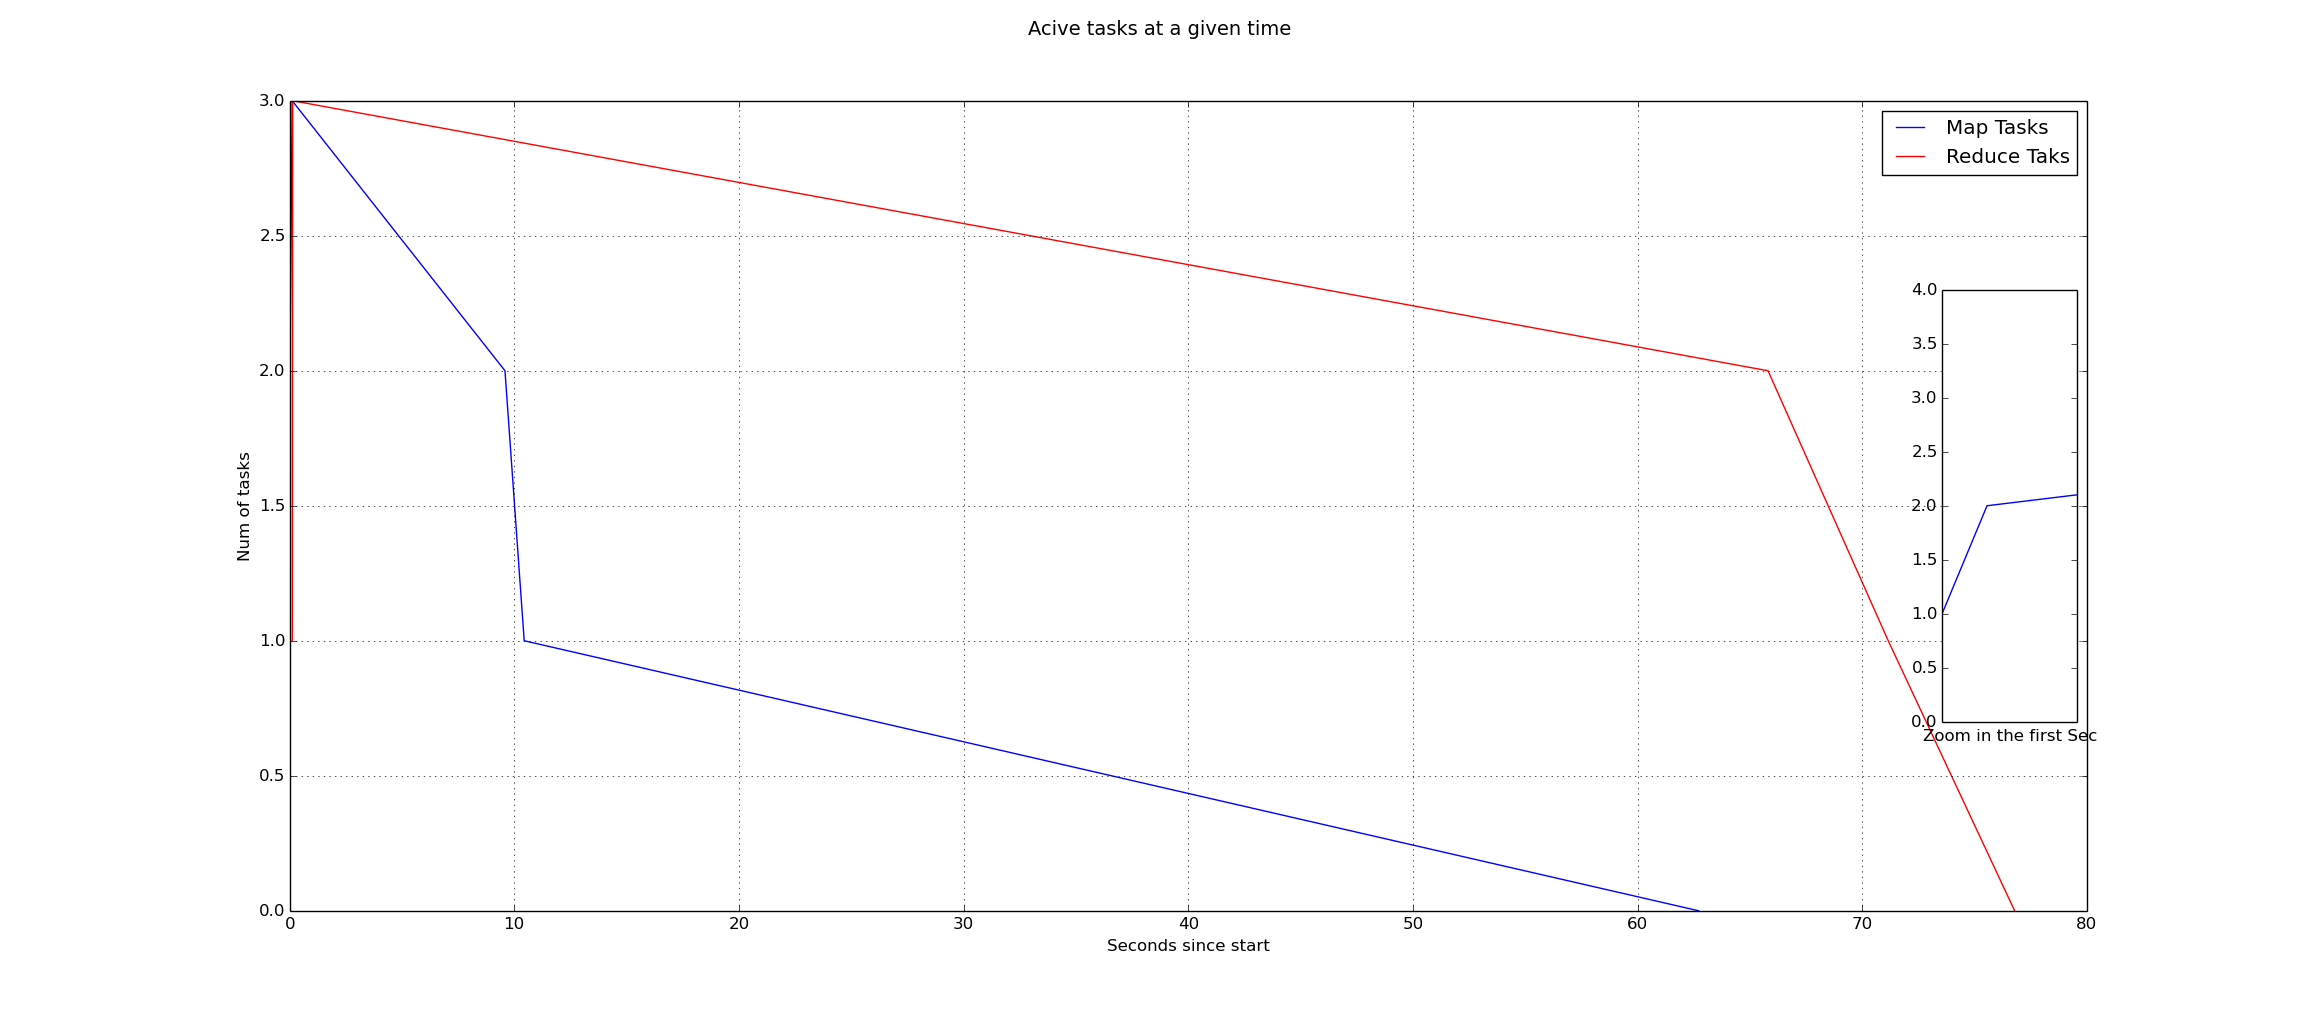 Acive tasks at a given time
3.0
2.5
2.0
1.5
1.0
0.5
0.0
Num of tasks
0 10 20 30 40 50 60 70 80
Seconds since start
Map Tasks
Reduce Taks
4.0
3.5
3.0
2.5
2.0
1.5
1.0
0.5
0.0
Zoom in the first Sec